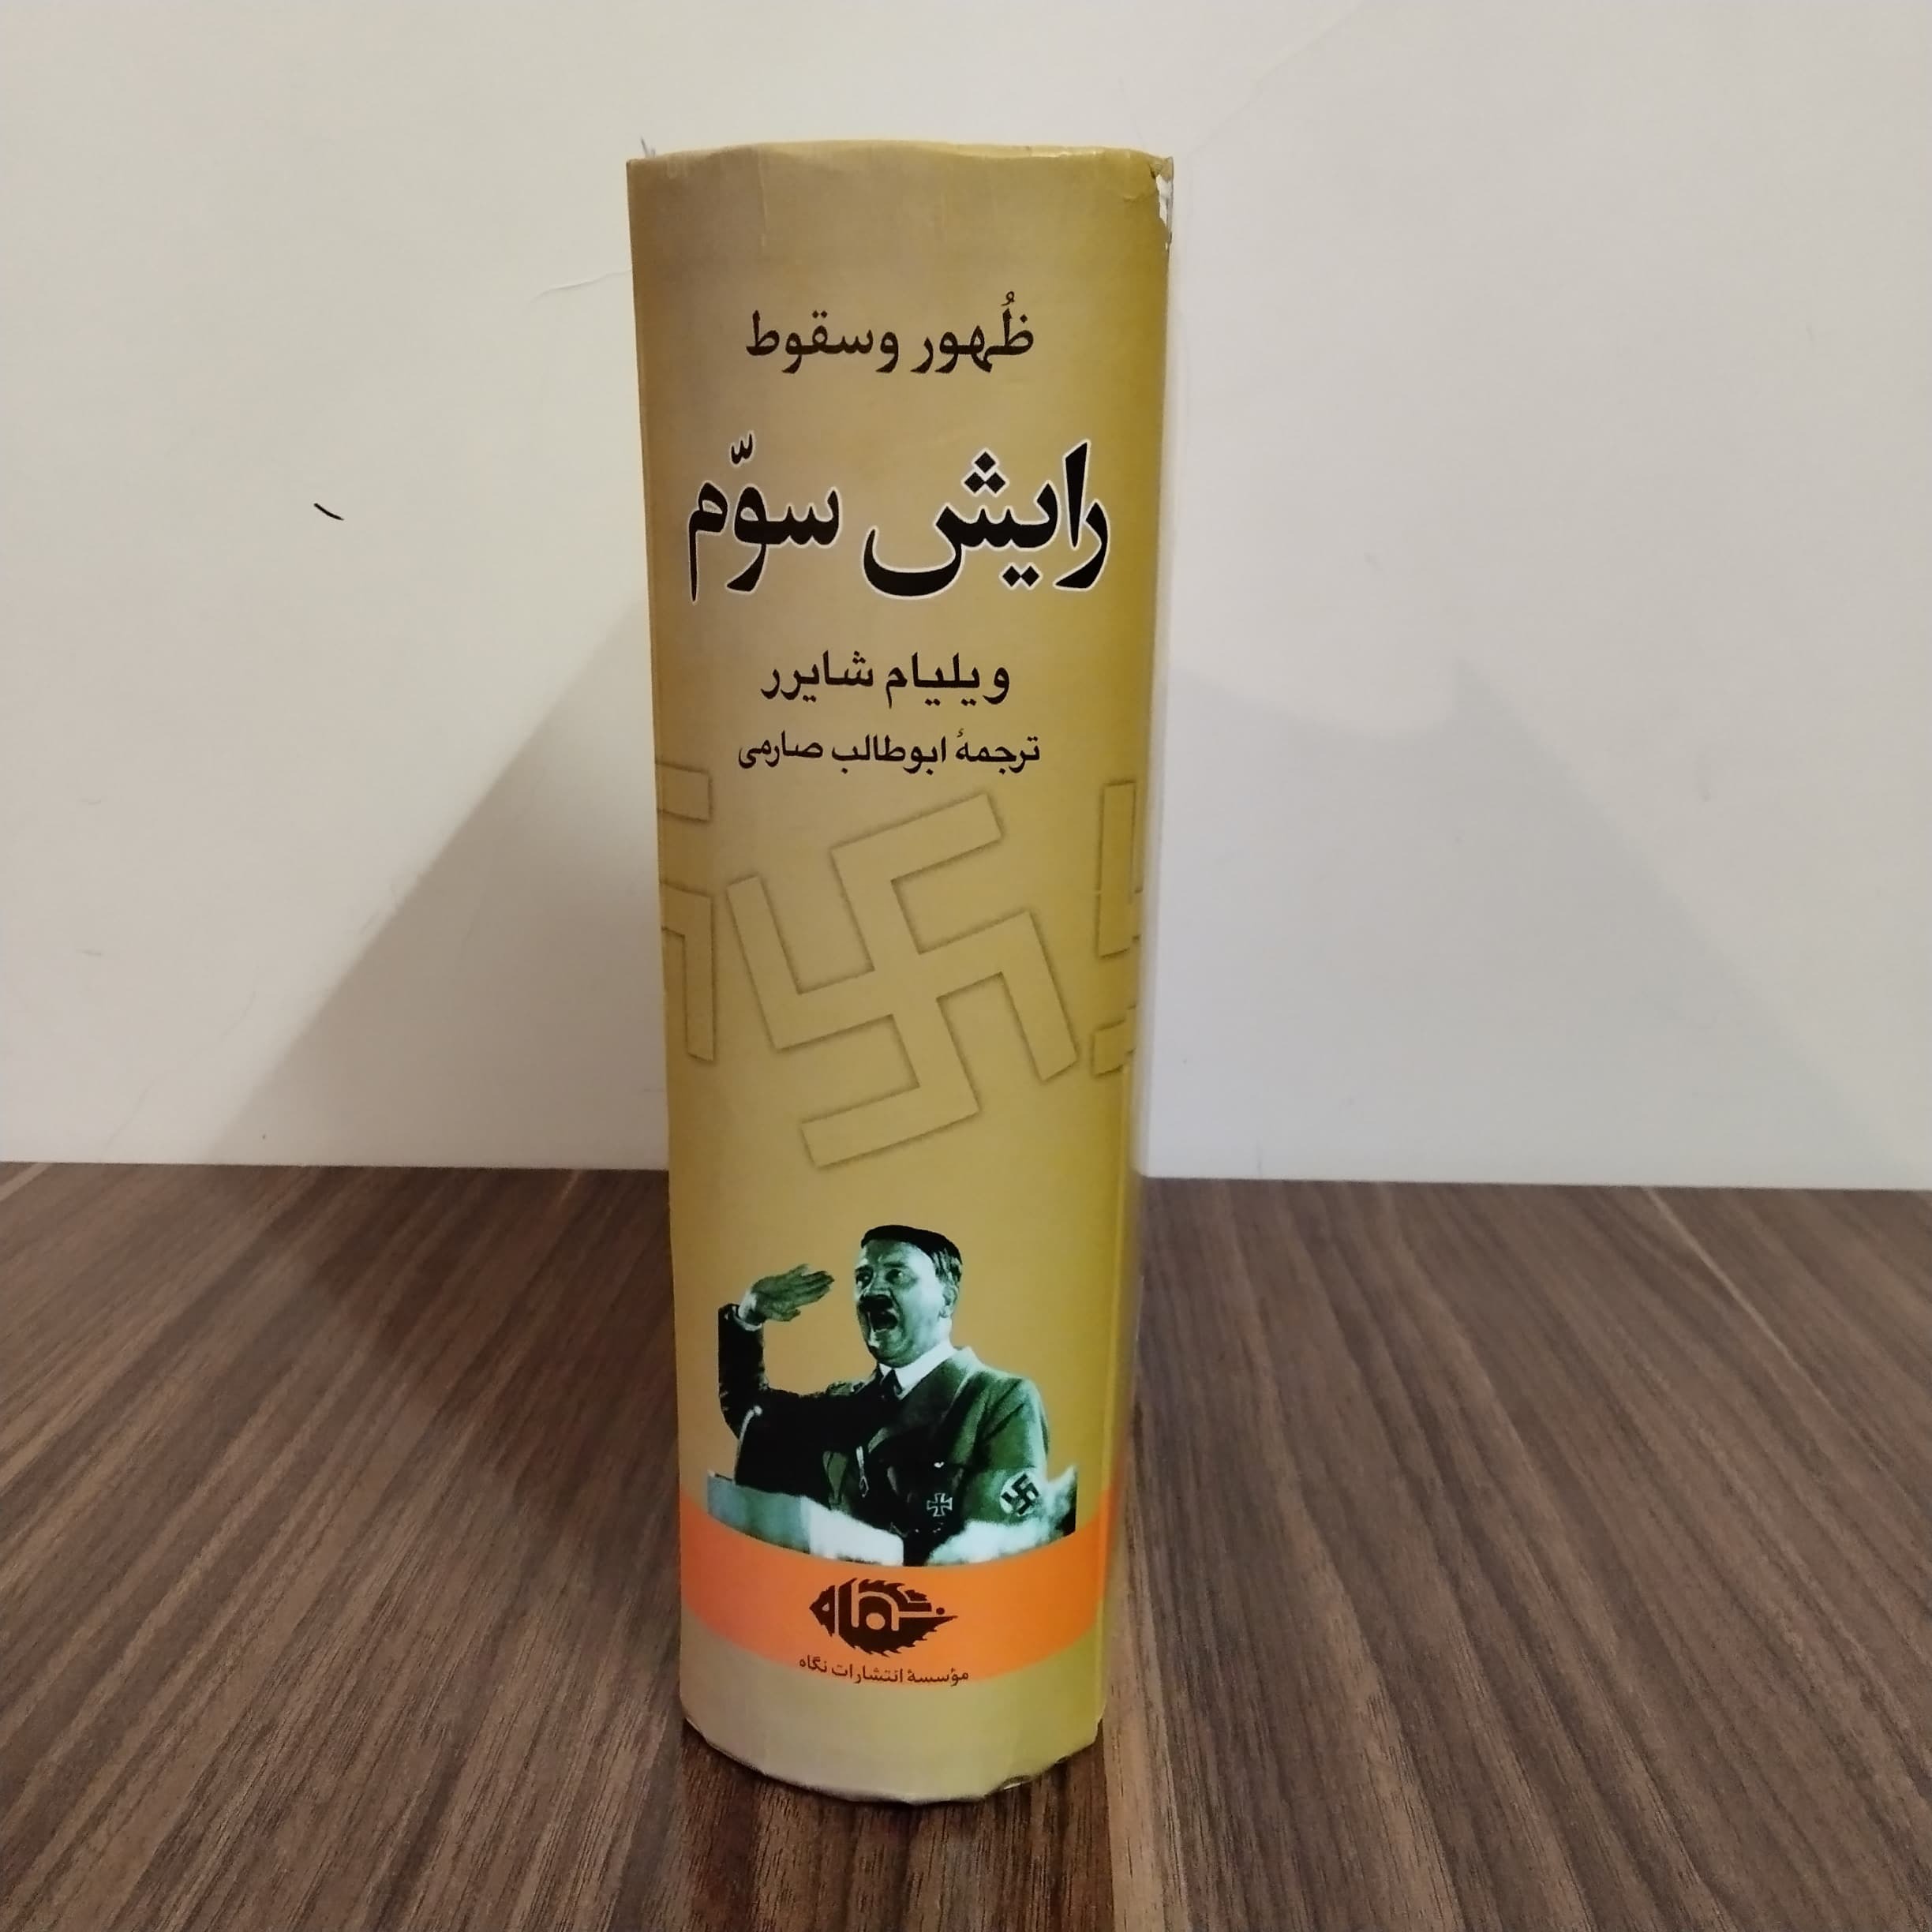 ظُهور وسقوط
رایش سوّم
ویلیام شایرر
ترجمهٔ ابوطالب صارمی
نگاه
مؤسسهٔ انتشارات نگاه